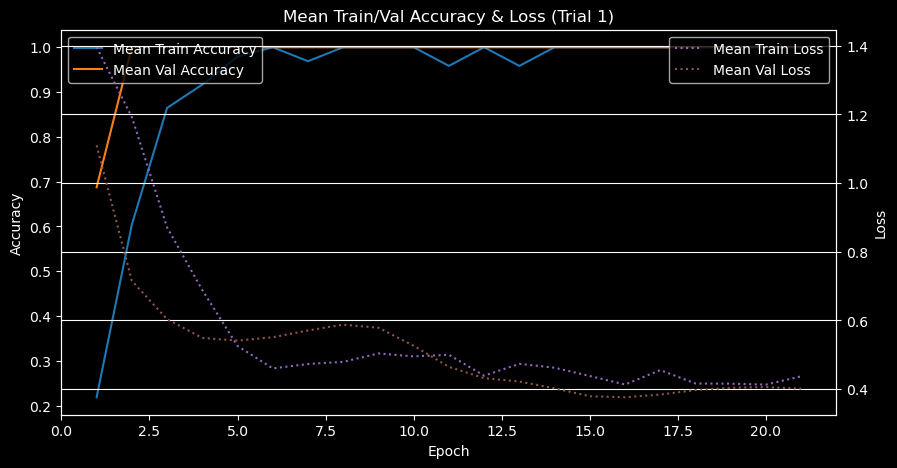 Mean Train/Val Accuracy & Loss (Trial 1)
Mean Train Accuracy
Mean Val Accuracy
Mean Train Loss
Mean Val Loss
Accuracy
1.0
0.9
0.8
0.7
0.6
0.5
0.4
0.3
0.2
1.4
1.2
1.0
0.8
0.6
0.4
Loss
0.0 2.5 5.0 7.5 10.0 12.5 15.0 17.5 20.0
Epoch